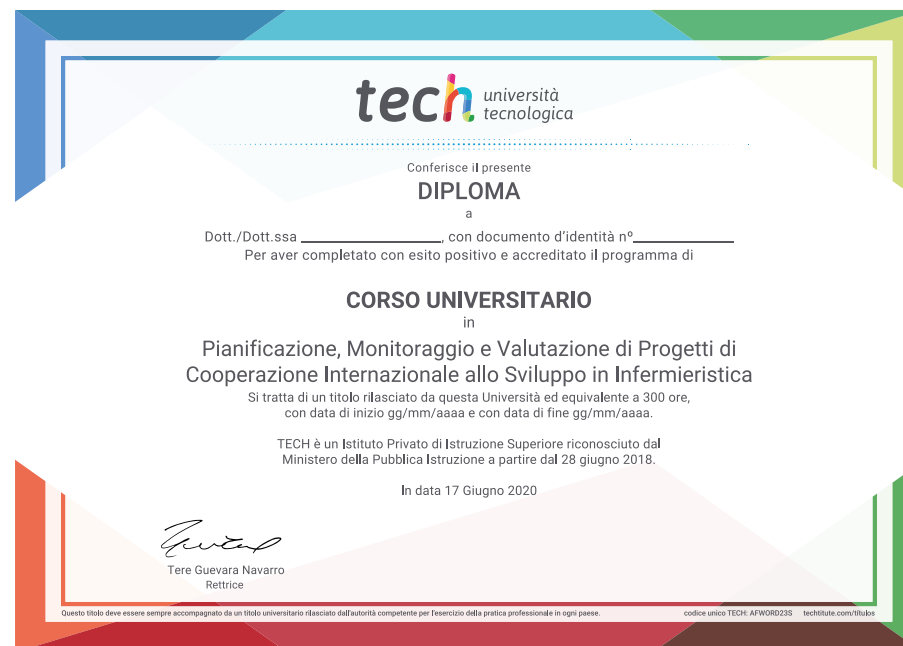 tech università
tecnologica
Conferisce il presente
DIPLOMA
a
Dott./Dott.ssa ____________________, con documento d'identità nº______________
Per aver completato con esito positivo e accreditato il programma di
CORSO UNIVERSITARIO
in
Pianificazione, Monitoraggio e Valutazione di Progetti di
Cooperazione Internazionale allo Sviluppo in Infermieristica
Si tratta di un titolo rilasciato da questa Università ed equivalente a 300 ore,
con data di inizio gg/mm/aaaa e con data di fine gg/mm/aaaa.
TECH è un Istituto Privato di Istruzione Superiore riconosciuto dal
Ministero della Pubblica Istruzione a partire dal 28 giugno 2018.
In data 17 Giugno 2020
Tere Guevara Navarro
Rettrice
Questo titolo deve essere sempre accompagnato da un titolo universitario rilasciato dall'autorità competente per l'esercizio della pratica professionale in ogni paese. codice unico TECH: AFWORD23S techtitute.com/títulos